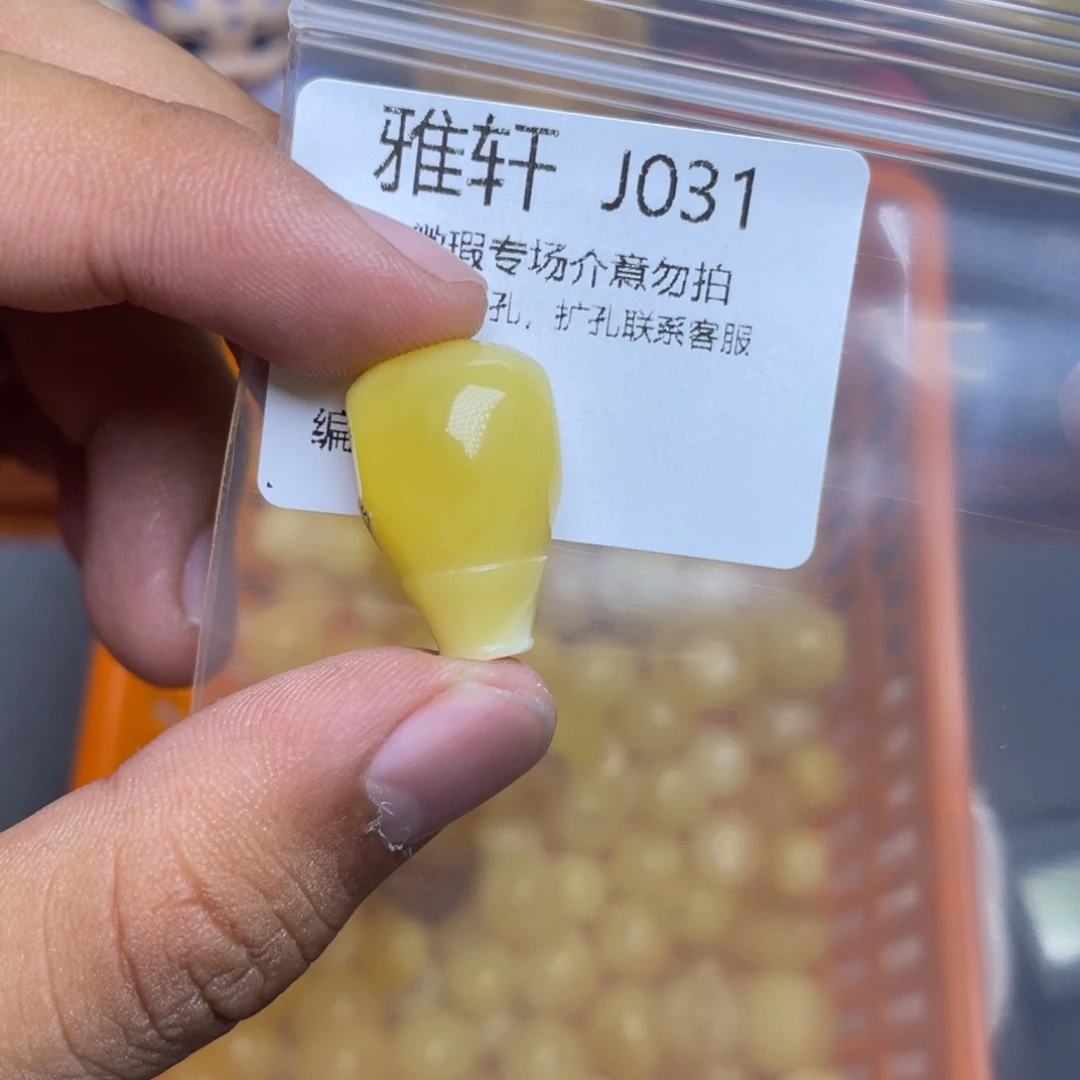 雅轩 J031
微瑕专场介意勿拍
孔，扩孔联系客服
编